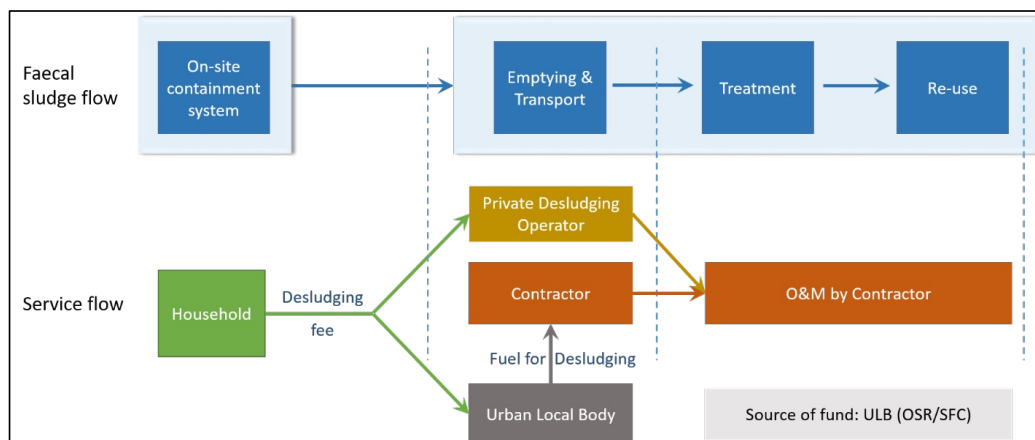 Faecal
sludge flow
On-site
containment
system
Emptying &
Transport
Treatment
Re-use
Private Desludging
Operator
Service flow
Household
Desludging
fee
Contractor
O&M by Contractor
Fuel for Desludging
Urban Local Body
Source of fund: ULB (OSR/SFC)